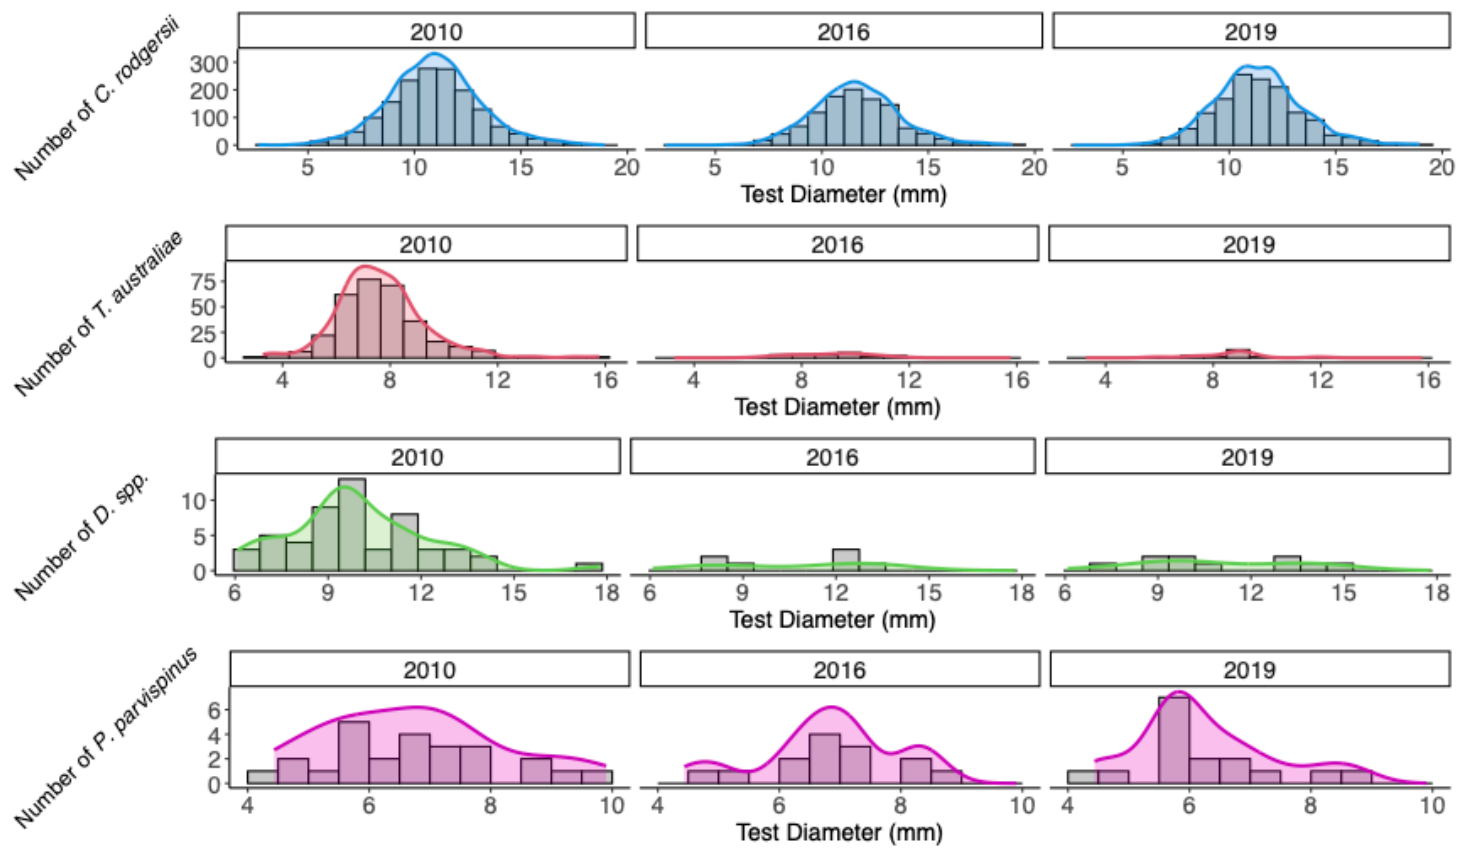 2010 2016 2019
Number of C. rodgersii
300
200
100
0
5 10 15 20 5 10 15 20 5 10 15 20
Test Diameter (mm)
2010 2016 2019
Number of T. australiae
75
50
25
0
4 8 12 16 4 8 12 16 4 8 12 16
Test Diameter (mm)
2010 2016 2019
Number of D. spp.
10
5
0
6 9 12 15 18 6 9 12 15 18 6 9 12 15 18
Test Diameter (mm)
2010 2016 2019
Number of P. parvispinus
6
4
2
0
4 6 8 10 4 6 8 10 4 6 8 10
Test Diameter (mm)